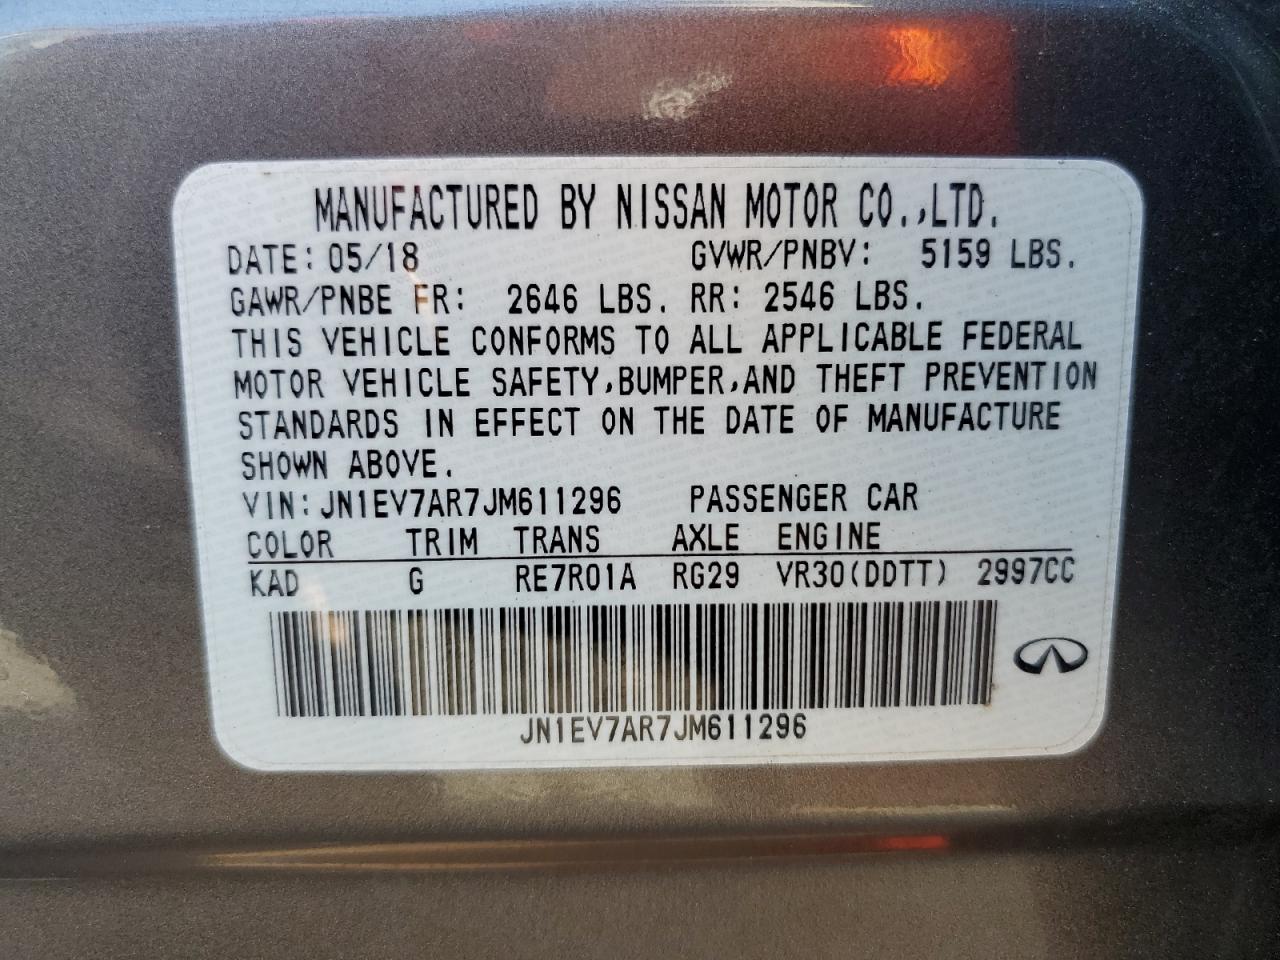 MANUFACTURED BY NISSAN MOTOR CO.,LTD.
DATE: 05/18 GVWR/PNBV: 5159 LBS.
GAWR/PNBE FR: 2646 LBS. RR: 2546 LBS.
THIS VEHICLE CONFORMS TO ALL APPLICABLE FEDERAL
MOTOR VEHICLE SAFETY,BUMPER,AND THEFT PREVENTION
STANDARDS IN EFFECT ON THE DATE OF MANUFACTURE
SHOWN ABOVE.
VIN:JN1EV7AR7JM611296 PASSENGER CAR
COLOR TRIM TRANS AXLE ENGINE
KAD G RE7R01A RG29 VR30(DDTT) 2997CC
JN1EV7AR7JM611296